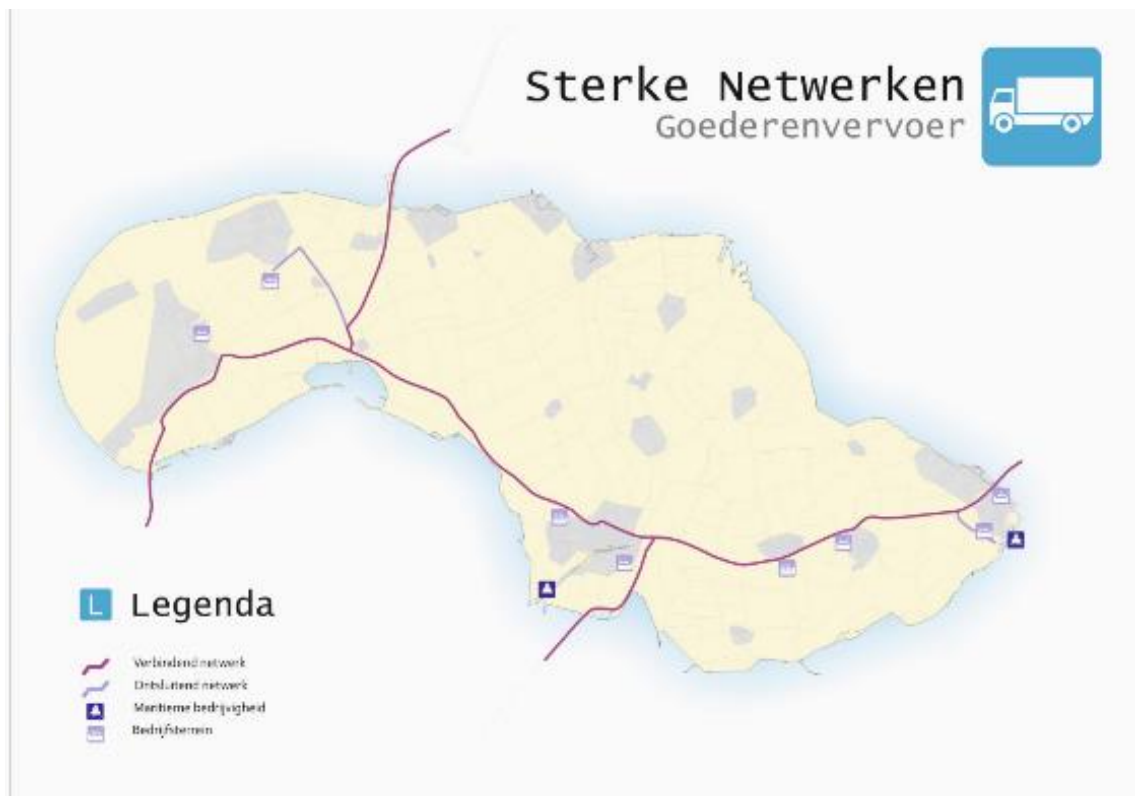 Sterke Netwerken
Goederenvervoer
L Legenda
Verbindend netwerk
Ontsluitend netwerk
Maritieme bedrijvigheid
Bedrijfsterrein